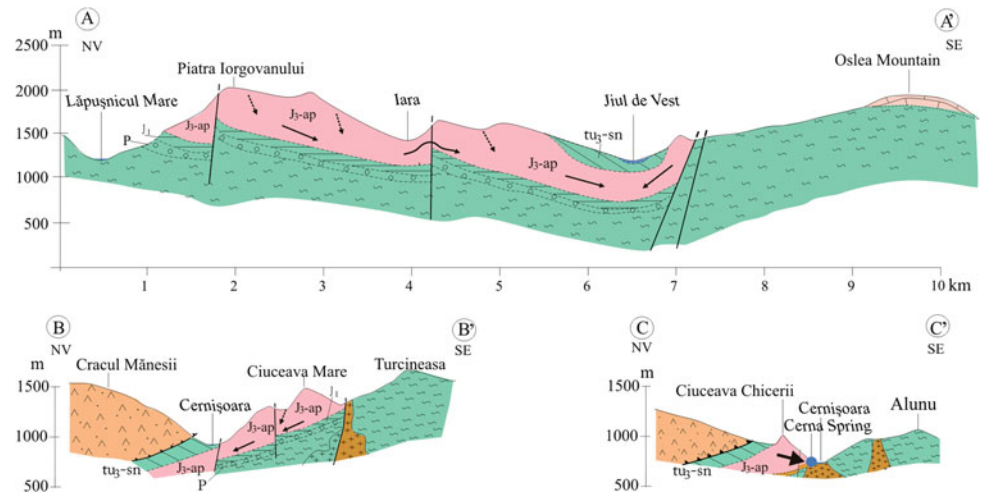 A
A'
m
NV
SE
2500
Piatra Iorgovanului
Oslea Mountain
2000
Lăpușnicul Mare
Iara
Jiul de Vest
J₃-ap
J₃-ap
tu₃-sn
1500
J₁
P
J₃-ap
1000
500
1 2 3 4 5 6 7 8 9 10 km
B
B'
NV
SE
m
Cracul Mănesii
Ciuceava Mare
Turcineasa
1500
Cernișoara
J₃-ap
J₁
1000
J₃-ap
tu₃-sn
J₃-ap
500
P
C
C'
NV
SE
m
1500
Ciuceava Chicerii
Cernișoara
Cerna Spring
Alunu
1000
tu₃-sn
J₃-ap
500